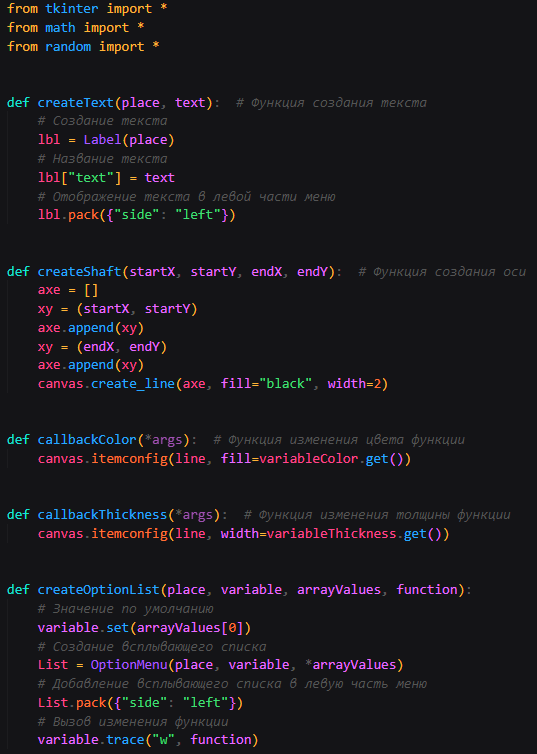 from tkinter import *
from math import *
from random import *
def createText(place, text):  # Функция создания текста
    # Создание текста
    lbl = Label(place)
    # Название текста
    lbl["text"] = text
    # Отображение текста в левой части меню
    lbl.pack({"side": "left"})
def createShaft(startX, startY, endX, endY):  # Функция создания оси
    axe = []
    xy = (startX, startY)
    axe.append(xy)
    xy = (endX, endY)
    axe.append(xy)
    canvas.create_line(axe, fill="black", width=2)
def callbackColor(*args):  # Функция изменения цвета функции
    canvas.itemconfig(line, fill=variableColor.get())
def callbackThickness(*args):  # Функция изменения толщины функции
    canvas.itemconfig(line, width=variableThickness.get())
def createOptionList(place, variable, arrayValues, function):
    # Значение по умолчанию
    variable.set(arrayValues[0])
    # Создание всплывающего списка
    List = OptionMenu(place, variable, *arrayValues)
    # Добавление всплывающего списка в левую часть меню
    List.pack({"side": "left"})
    # Вызов изменения функции
    variable.trace("w", function)